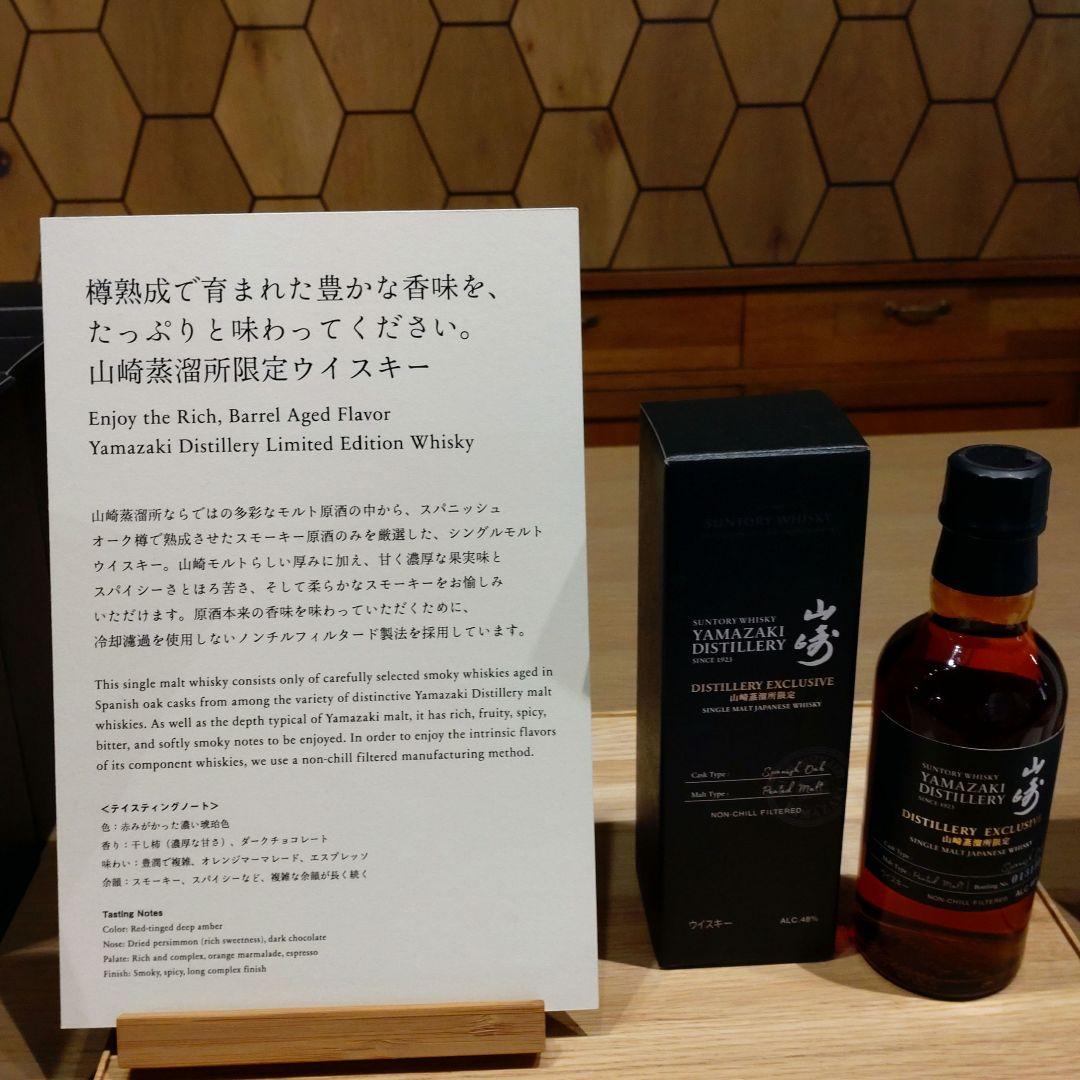 樽熟成で育まれた豊かな香味を、
たっぷりと味わってください。
山崎蒸溜所限定ウイスキー
Enjoy the Rich, Barrel Aged Flavor
Yamazaki Distillery Limited Edition Whisky
山崎蒸溜所ならではの多彩なモルト原酒の中から、スパニッシュ
オーク樽で熟成させたスモーキー原酒のみを厳選した、シングルモルト
ウイスキー。山崎モルトらしい厚みに加え、甘く濃厚な果実味と
スパイシーさとほろ苦さ、そして柔らかなスモーキーをお愉しみ
いただけます。原酒本来の香味を味わっていただくために、
冷却濾過を使用しないノンチルフィルタード製法を採用しています。
This single malt whisky consists only of carefully selected smoky whiskies aged in
Spanish oak casks from among the variety of distinctive Yamazaki Distillery malt
whiskies. As well as the depth typical of Yamazaki malt, it has rich, fruity, spicy,
bitter, and softly smoky notes to be enjoyed. In order to enjoy the intrinsic flavors
of its component whiskies, we use a non-chill filtered manufacturing method.
＜テイスティングノート＞
色：赤みがかった濃い琥珀色
香り：干し柿（濃厚な甘さ）、ダークチョコレート
味わい：豊潤で複雑、オレンジマーマレード、エスプレッソ
余韻：スモーキー、スパイシーなど、複雑な余韻が長く続く
Tasting Notes
Color: Red-tinged deep amber
Nose: Dried persimmon (rich sweetness), dark chocolate
Palate: Rich and complex, orange marmalade, espresso
Finish: Smoky, spicy, long complex finish
SUNTORY WHISKY
SUNTORY WHISKY
YAMAZAKI
DISTILLERY
SINCE 1923
山崎
DISTILLERY EXCLUSIVE
山崎蒸溜所限定
SINGLE MALT JAPANESE WHISKY
Cask Type : Spanish Oak
Malt Type : Peated Malt
NON-CHILL FILTERED
ウイスキー ALC.48%
SUNTORY WHISKY
YAMAZAKI
DISTILLERY
SINCE 1923
山崎
DISTILLERY EXCLUSIVE
山崎蒸溜所限定
SINGLE MALT JAPANESE WHISKY
Cask Type :
Malt Type : Peated Malt Bottling No.
ウイスキー NON-CHILL FILTERED